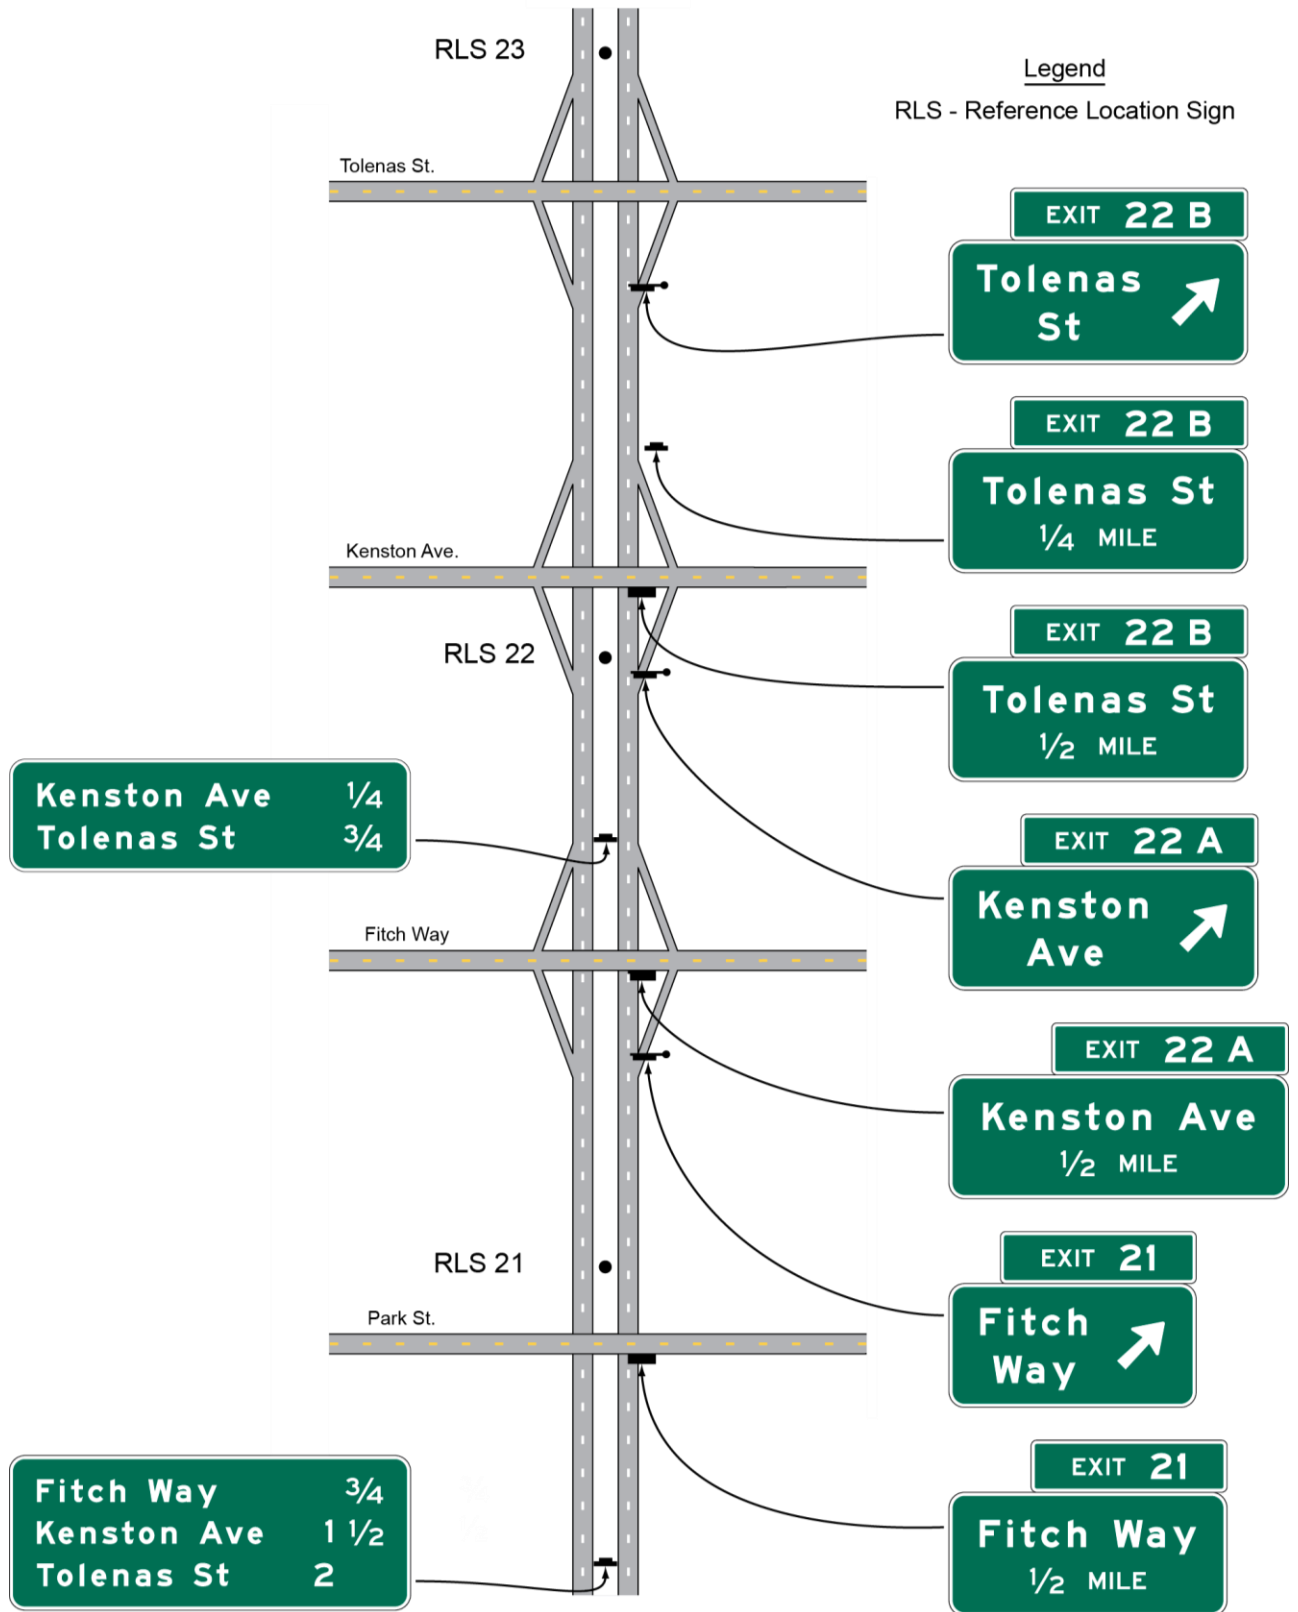 RLS 23
Legend
RLS - Reference Location Sign
Tolenas St.
EXIT 22 B
Tolenas
St
EXIT 22 B
Tolenas St
1/4 MILE
Kenston Ave.
EXIT 22 B
Tolenas St
1/2 MILE
RLS 22
Kenston Ave 1/4
Tolenas St 3/4
EXIT 22 A
Kenston
Ave
Fitch Way
EXIT 22 A
Kenston Ave
1/2 MILE
RLS 21
EXIT 21
Fitch
Way
Park St.
EXIT 21
Fitch Way
1/2 MILE
Fitch Way 3/4
Kenston Ave 1 1/2
Tolenas St 2